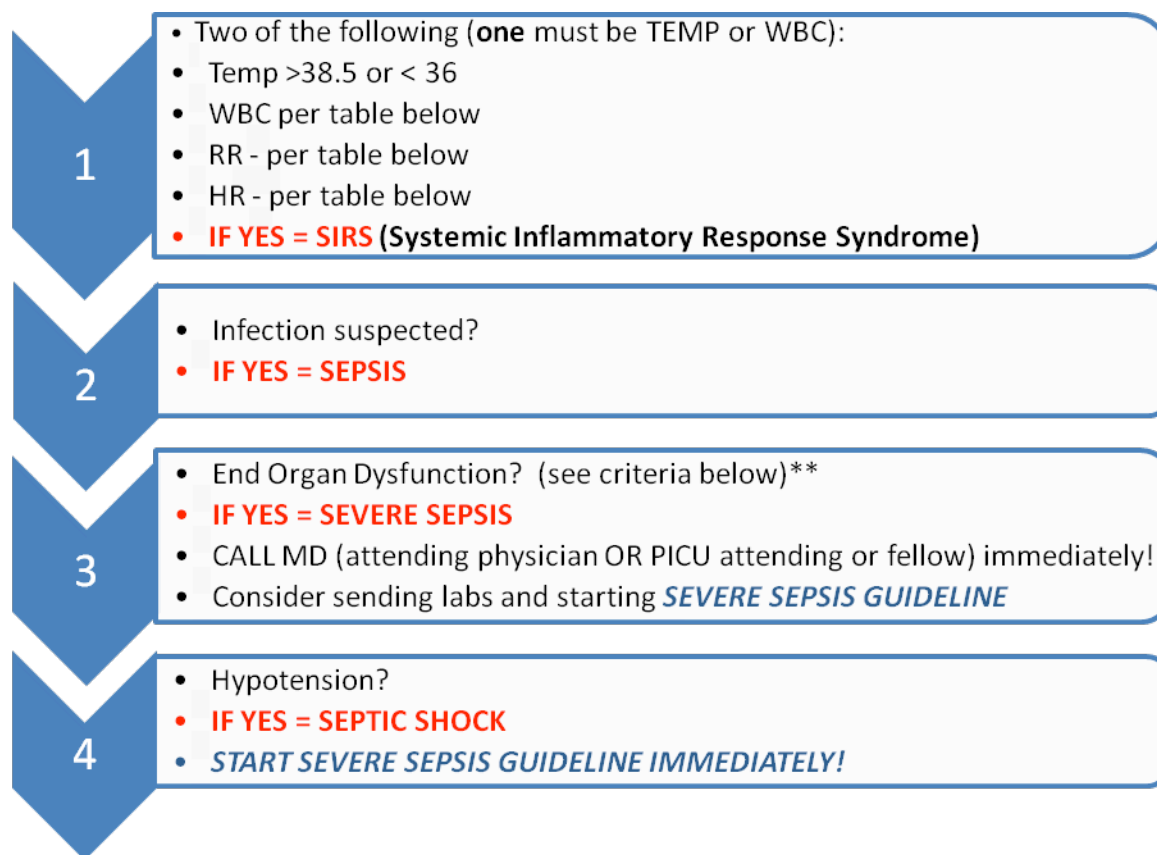 1
• Two of the following (one must be TEMP or WBC):
• Temp >38.5 or < 36
• WBC per table below
• RR - per table below
• HR - per table below
• IF YES = SIRS (Systemic Inflammatory Response Syndrome)
2
• Infection suspected?
• IF YES = SEPSIS
3
• End Organ Dysfunction? (see criteria below)**
• IF YES = SEVERE SEPSIS
• CALL MD (attending physician OR PICU attending or fellow) immediately!
• Consider sending labs and starting SEVERE SEPSIS GUIDELINE
4
• Hypotension?
• IF YES = SEPTIC SHOCK
• START SEVERE SEPSIS GUIDELINE IMMEDIATELY!